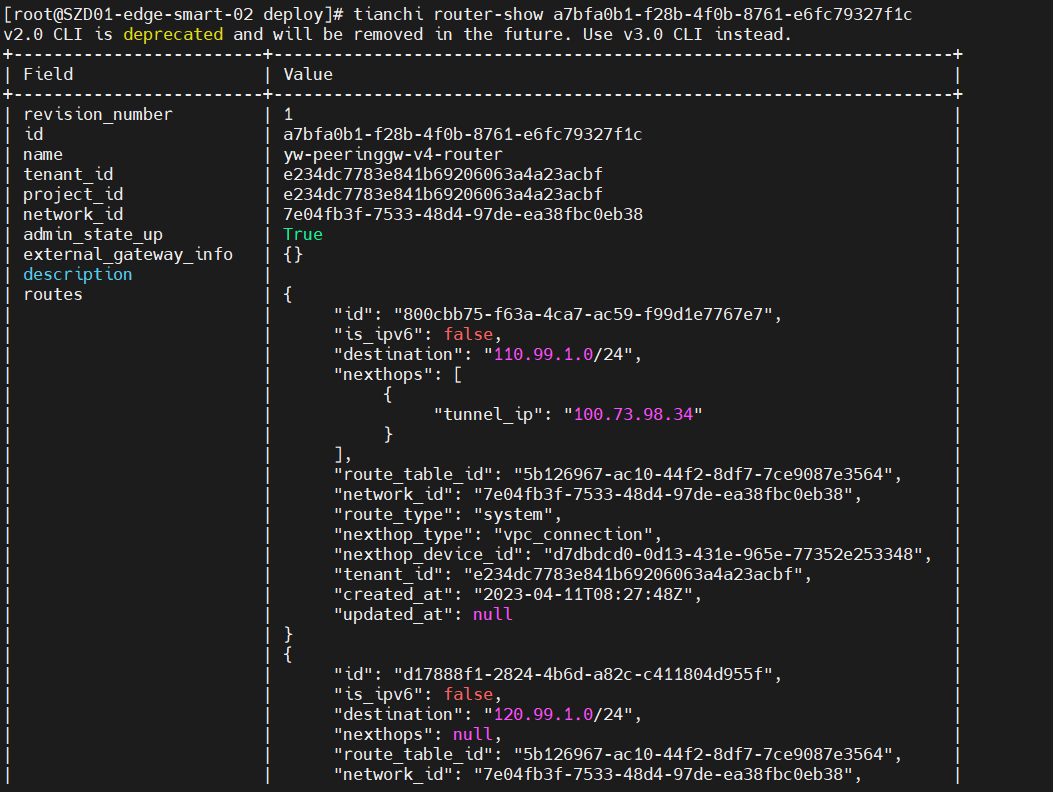 [root@SZD01-edge-smart-02 deploy]# tianchi router-show a7bfa0b1-f28b-4f0b-8761-e6fc79327f1c
v2.0 CLI is deprecated and will be removed in the future. Use v3.0 CLI instead.
+-------------------------+--------------------------------------------------------------------+
| Field                   | Value                                                              |
+-------------------------+--------------------------------------------------------------------+
| revision_number         | 1                                                                  |
| id                      | a7bfa0b1-f28b-4f0b-8761-e6fc79327f1c                               |
| name                    | yw-peeringgw-v4-router                                             |
| tenant_id               | e234dc7783e841b69206063a4a23acbf                                   |
| project_id              | e234dc7783e841b69206063a4a23acbf                                   |
| network_id              | 7e04fb3f-7533-48d4-97de-ea38fbc0eb38                               |
| admin_state_up          | True                                                               |
| external_gateway_info   | {}                                                                 |
| description             |                                                                    |
| routes                  | {                                                                  |
|                         |      "id": "800cbb75-f63a-4ca7-ac59-f99d1e7767e7",                 |
|                         |      "is_ipv6": false,                                             |
|                         |      "destination": "110.99.1.0/24",                               |
|                         |      "nexthops": [                                                 |
|                         |           {                                                        |
|                         |                "tunnel_ip": "100.73.98.34"                         |
|                         |           }                                                        |
|                         |      ],                                                            |
|                         |      "route_table_id": "5b126967-ac10-44f2-8df7-7ce9087e3564",     |
|                         |      "network_id": "7e04fb3f-7533-48d4-97de-ea38fbc0eb38",         |
|                         |      "route_type": "system",                                       |
|                         |      "nexthop_type": "vpc_connection",                             |
|                         |      "nexthop_device_id": "d7dbdcd0-0d13-431e-965e-77352e253348",  |
|                         |      "tenant_id": "e234dc7783e841b69206063a4a23acbf",              |
|                         |      "created_at": "2023-04-11T08:27:48Z",                         |
|                         |      "updated_at": null                                            |
|                         | }                                                                  |
|                         | {                                                                  |
|                         |      "id": "d17888f1-2824-4b6d-a82c-c411804d955f",                 |
|                         |      "is_ipv6": false,                                             |
|                         |      "destination": "120.99.1.0/24",                               |
|                         |      "nexthops": null,                                             |
|                         |      "route_table_id": "5b126967-ac10-44f2-8df7-7ce9087e3564",     |
|                         |      "network_id": "7e04fb3f-7533-48d4-97de-ea38fbc0eb38",         |